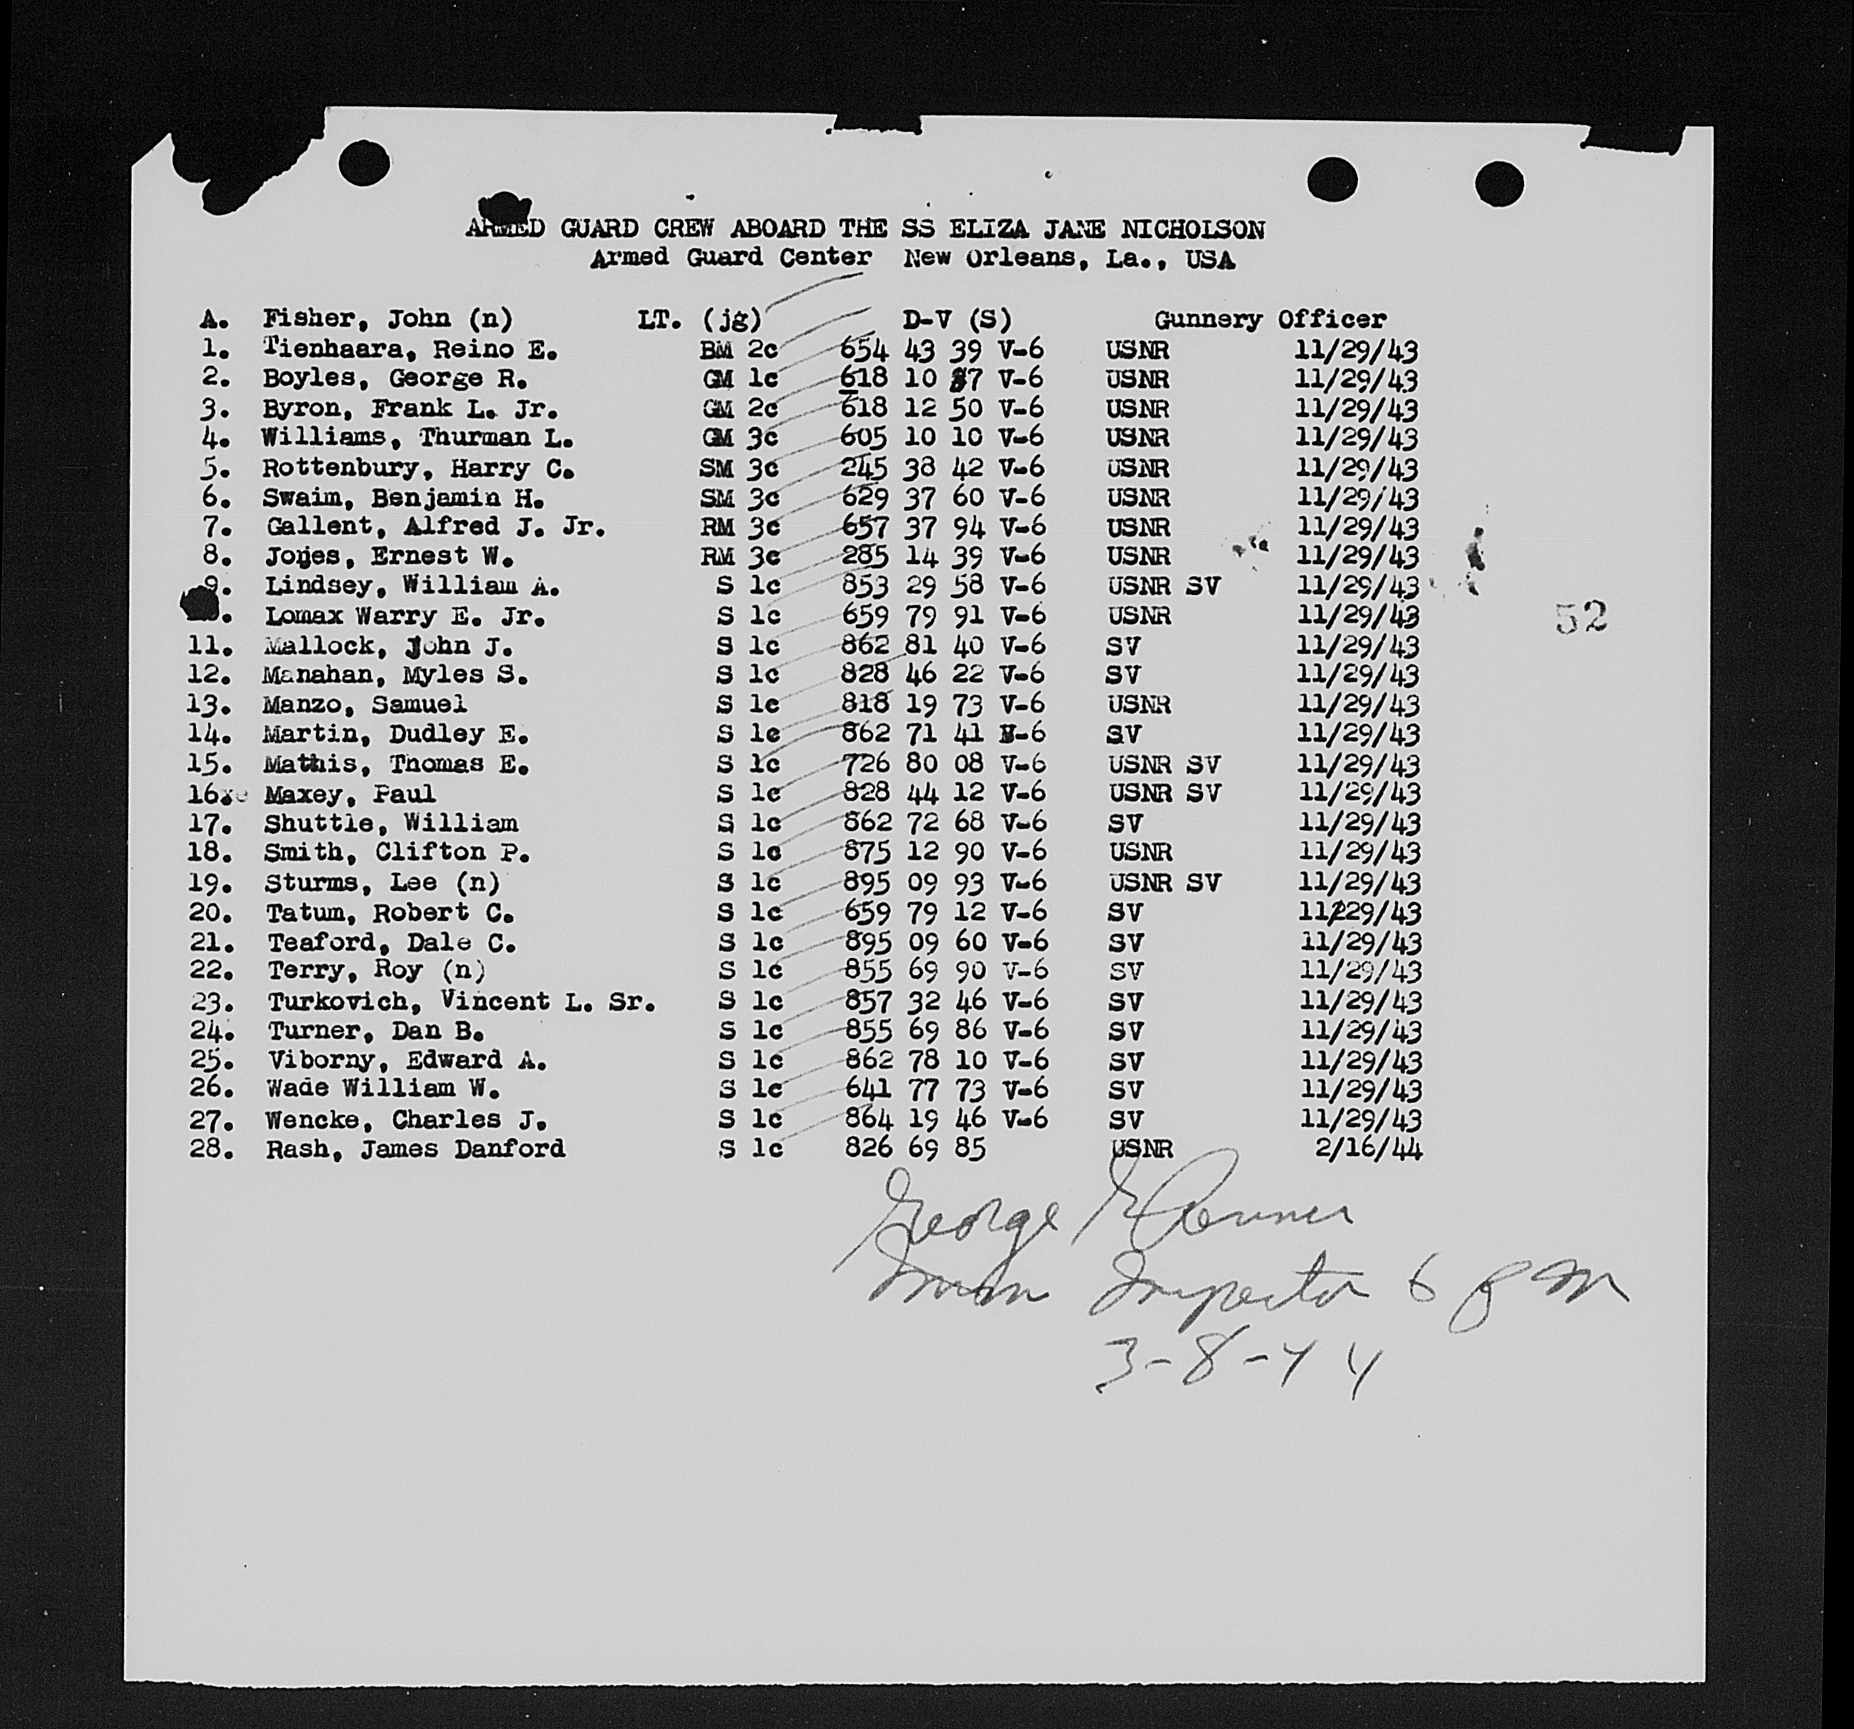 ARMED GUARD CREW ABOARD THE SS ELIZA JANE NICHOLSON
Armed Guard Center New Orleans, La., USA
A. Fisher, John (n) LT. (jg) D-V (S) Gunnery Officer
1. Tienhaara, Reino E. BM 2c 654 43 39 V-6 USNR 11/29/43
2. Boyles, George R. GM 1c 618 10 87 V-6 USNR 11/29/43
3. Byron, Frank L. Jr. GM 2c 618 12 50 V-6 USNR 11/29/43
4. Williams, Thurman L. GM 3c 605 10 10 V-6 USNR 11/29/43
5. Rottenbury, Harry C. SM 3c 245 38 42 V-6 USNR 11/29/43
6. Swaim, Benjamin H. SM 3c 629 37 60 V-6 USNR 11/29/43
7. Gallent, Alfred J. Jr. RM 3c 657 37 94 V-6 USNR 11/29/43
8. Jones, Ernest W. RM 3c 285 14 39 V-6 USNR 11/29/43
9. Lindsey, William A. S 1c 853 29 58 V-6 USNR SV 11/29/43
Lomax Warry E. Jr. S 1c 659 79 91 V-6 USNR 11/29/43
52
11. Mallock, John J. S 1c 862 81 40 V-6 SV 11/29/43
12. Manahan, Myles S. S 1c 828 46 22 V-6 SV 11/29/43
13. Manzo, Samuel S 1c 818 19 73 V-6 USNR 11/29/43
14. Martin, Dudley E. S 1c 862 71 41 V-6 SV 11/29/43
15. Mathis, Thomas E. S 1c 726 80 08 V-6 USNR SV 11/29/43
16. Maxey, Paul S 1c 828 44 12 V-6 USNR SV 11/29/43
17. Shuttle, William S 1c 862 72 68 V-6 SV 11/29/43
18. Smith, Clifton P. S 1c 875 12 90 V-6 USNR 11/29/43
19. Sturms, Lee (n) S 1c 895 09 93 V-6 USNR SV 11/29/43
20. Tatum, Robert C. S 1c 659 79 12 V-6 SV 11/29/43
21. Teaford, Dale C. S 1c 895 09 60 V-6 SV 11/29/43
22. Terry, Roy (n) S 1c 855 69 90 V-6 SV 11/29/43
23. Turkovich, Vincent L. Sr. S 1c 857 32 46 V-6 SV 11/29/43
24. Turner, Dan B. S 1c 855 69 86 V-6 SV 11/29/43
25. Viborny, Edward A. S 1c 862 78 10 V-6 SV 11/29/43
26. Wade William W. S 1c 641 77 73 V-6 SV 11/29/43
27. Wencke, Charles J. S 1c 864 19 46 V-6 SV 11/29/43
28. Rash, James Danford S 1c 826 69 85 USNR 2/16/44
George
Inspector 6 PM
3-8-44